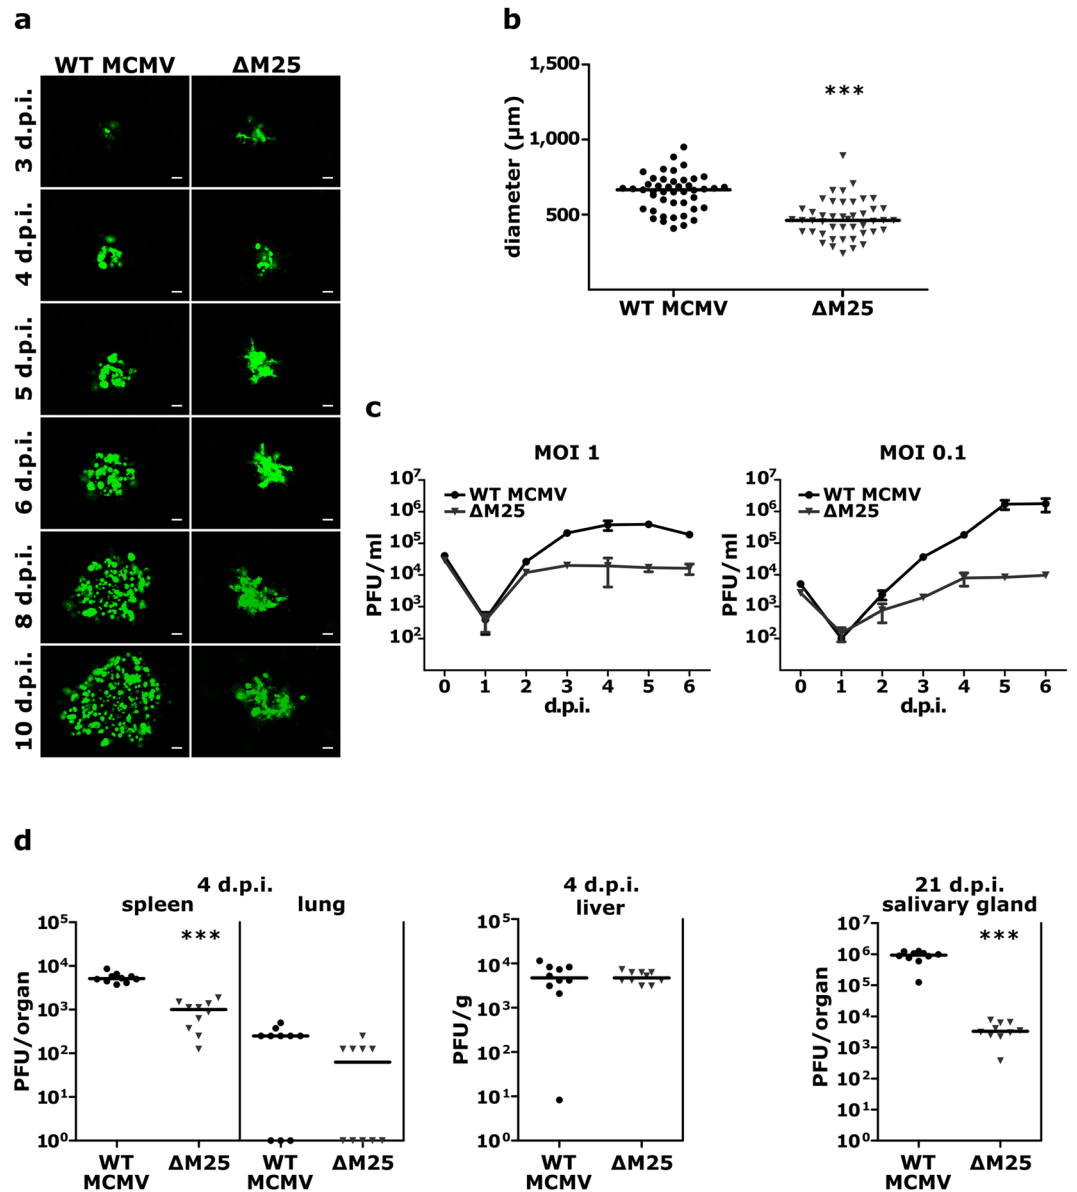 a
WT MCMV
ΔM25
3 d.p.i.
4 d.p.i.
5 d.p.i.
6 d.p.i.
8 d.p.i.
10 d.p.i.
b
diameter (µm)
1,500
1,000
500
***
WT MCMV
ΔM25
c
MOI 1
PFU/ml
10⁷
10⁶
10⁵
10⁴
10³
10²
WT MCMV
ΔM25
0 1 2 3 4 5 6
d.p.i.
MOI 0.1
PFU/ml
10⁷
10⁶
10⁵
10⁴
10³
10²
WT MCMV
ΔM25
0 1 2 3 4 5 6
d.p.i.
d
4 d.p.i.
spleen lung
PFU/organ
10⁵
10⁴
10³
10²
10¹
10⁰
***
WT
MCMV
ΔM25
WT
MCMV
ΔM25
4 d.p.i.
liver
PFU/g
10⁵
10⁴
10³
10²
10¹
10⁰
WT
MCMV
ΔM25
21 d.p.i.
salivary gland
PFU/organ
10⁷
10⁶
10⁵
10⁴
10³
10²
10¹
10⁰
***
WT
MCMV
ΔM25